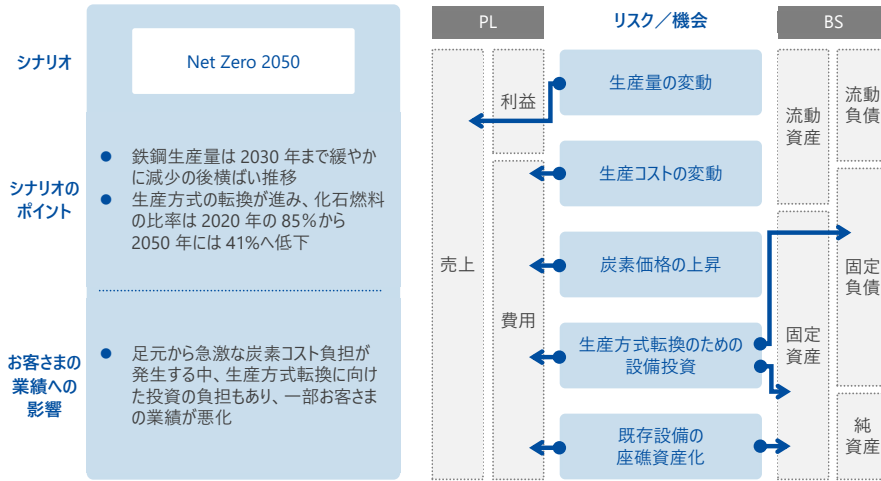 シナリオ
Net Zero 2050
シナリオの
ポイント
● 鉄鋼生産量は 2030 年まで緩やか
に減少の後横ばい推移
● 生産方式の転換が進み、化石燃料
の比率は 2020 年の 85%から
2050 年には 41%へ低下
お客さまの
業績への
影響
● 足元から急激な炭素コスト負担が
発生する中、生産方式転換に向け
た投資の負担もあり、一部お客さま
の業績が悪化
PL
リスク／機会
BS
売上
利益
費用
生産量の変動
生産コストの変動
炭素価格の上昇
生産方式転換のための
設備投資
既存設備の
座礁資産化
流動
資産
固定
資産
流動
負債
固定
負債
純
資産